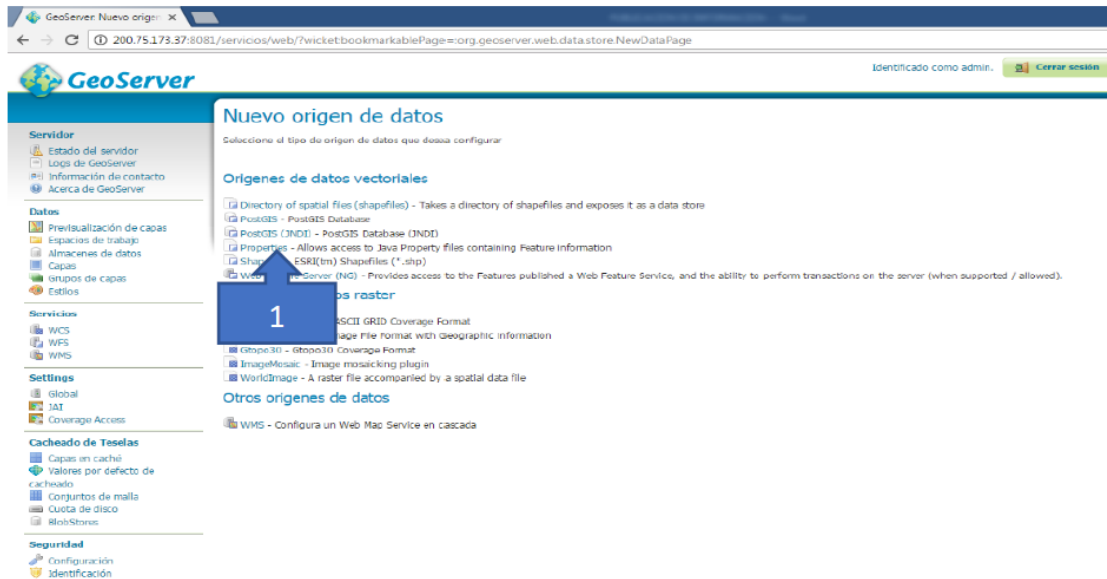 GeoServer: Nuevo origen
200.75.173.37:8081/servicios/web/?wicket:bookmarkablePage=:org.geoserver.web.data.store.NewDataPage
GeoServer
Identificado como admin.
Cerrar sesión
Servidor
Estado del servidor
Logs de GeoServer
Información de contacto
Acerca de GeoServer
Datos
Previsualización de capas
Espacios de trabajo
Almacenes de datos
Capas
Grupos de capas
Estilos
Servicios
WCS
WFS
WMS
Settings
Global
JAI
Coverage Access
Cacheado de Teselas
Capas en caché
Valores por defecto de
cacheado
Conjuntos de malla
Cuota de disco
BlobStores
Seguridad
Configuración
Identificación
Nuevo origen de datos
Seleccione el tipo de origen de datos que desea configurar
Origenes de datos vectoriales
Directory of spatial files (shapefiles) - Takes a directory of shapefiles and exposes it as a data store
PostGIS - PostGIS Database
PostGIS (JNDI) - PostGIS Database (JNDI)
Properties - Allows access to Java Property files containing Feature information
ESRI(tm) Shapefiles (*.shp)
Server (NG) - Provides access to the Features published a Web Feature Service, and the ability to perform transactions on the server (when supported / allowed).
raster
1
ASCII GRID Coverage Format
File Format with Geographic information
Gtopo30 - Gtopo30 Coverage Format
ImageMosaic - Image mosaicking plugin
WorldImage - A raster file accompanied by a spatial data file
Otros origenes de datos
WMS - Configura un Web Map Service en cascada